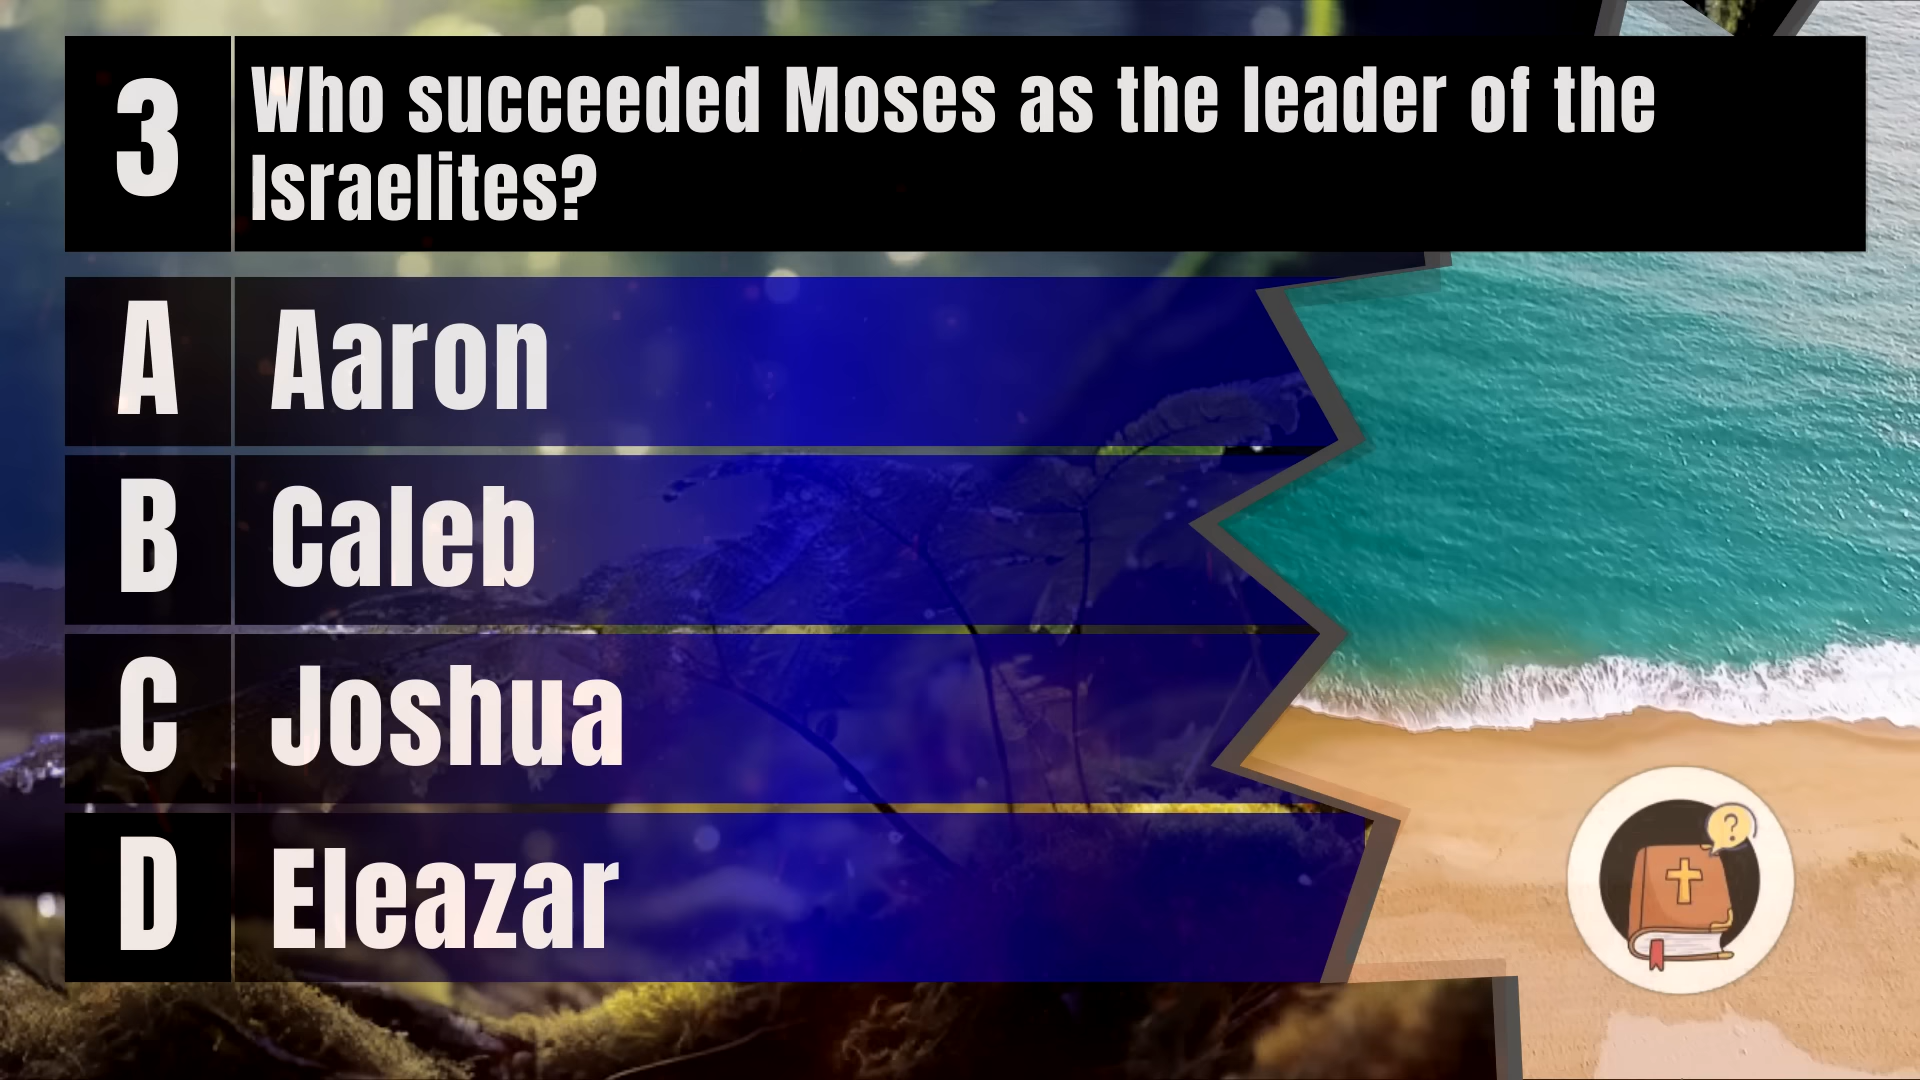 3
Who succeeded Moses as the leader of the
Israelites?
A
Aaron
B
Caleb
C
Joshua
D
Eleazar
?